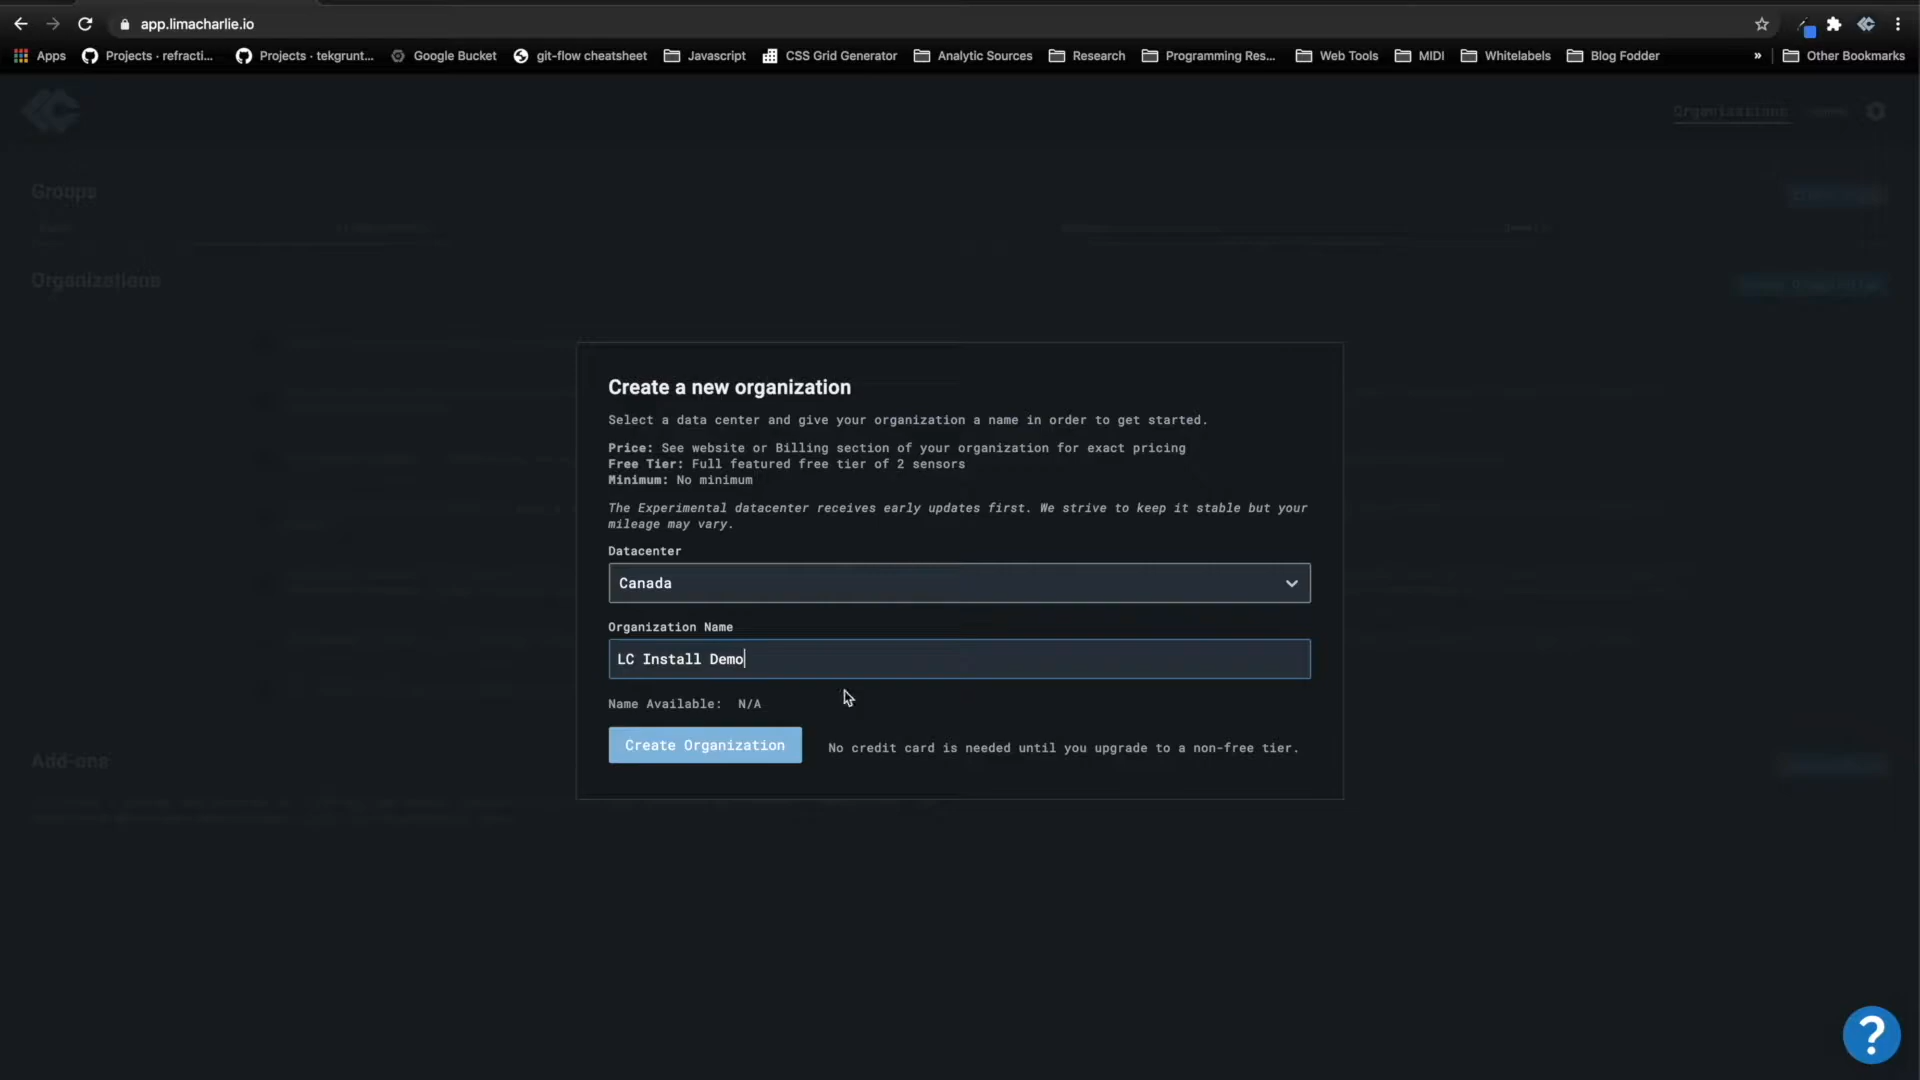 app.limacharlie.io
Apps
Projects · refracti...
Projects · tekgrunt...
Google Bucket
git-flow cheatsheet
Javascript
CSS Grid Generator
Analytic Sources
Research
Programming Res...
Web Tools
MIDI
Whitelabels
Blog Fodder
»
Other Bookmarks
Organizations
Groups
Organizations
Create a new organization
Select a data center and give your organization a name in order to get started.
Price: See website or Billing section of your organization for exact pricing
Free Tier: Full featured free tier of 2 sensors
Minimum: No minimum
The Experimental datacenter receives early updates first. We strive to keep it stable but your
mileage may vary.
Datacenter
Canada
Organization Name
LC Install Demo
Name Available: N/A
Create Organization
No credit card is needed until you upgrade to a non-free tier.
Add-ons
?